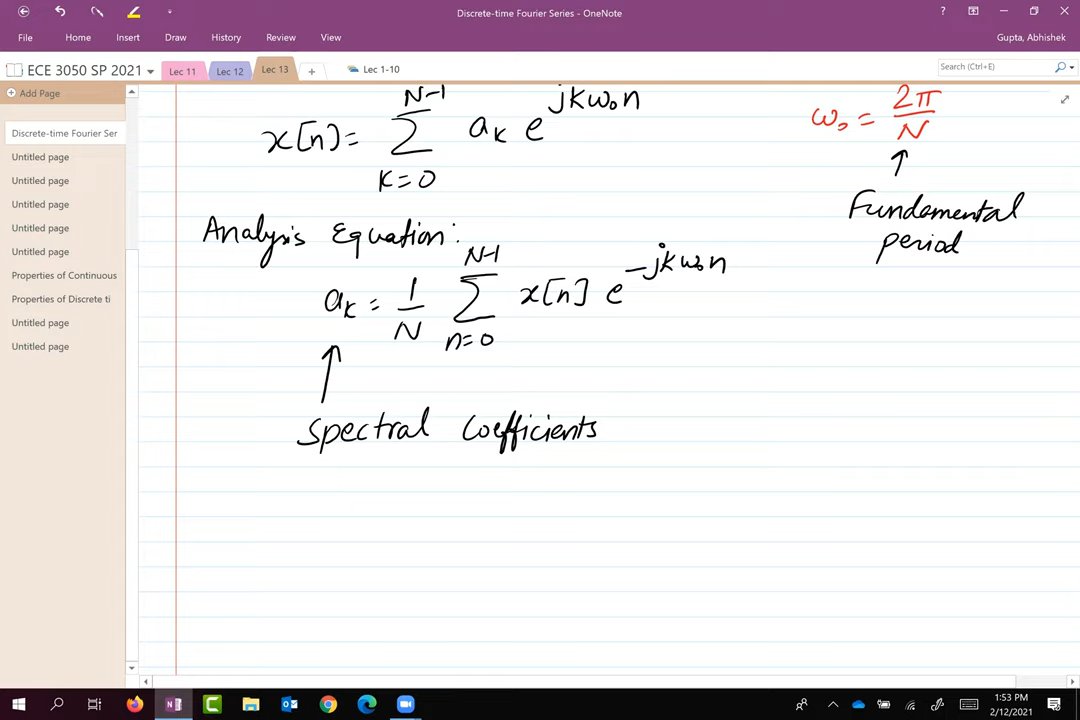 Discrete-time Fourier Series - OneNote
File Home Insert Draw History Review View
Gupta, Abhishek
ECE 3050 SP 2021
Lec 11 Lec 12 Lec 13 + Lec 1-10
Search (Ctrl+E)
Add Page
Discrete-time Fourier Ser
Untitled page
Untitled page
Untitled page
Untitled page
Untitled page
Properties of Continuous
Properties of Discrete ti
Untitled page
Untitled page
x[n] = ∑_{k=0}^{N-1} a_k e^{jkω₀n}
ω₀ = 2π/N
↑
Fundamental
period
Analysis Equation:
a_k = 1/N ∑_{n=0}^{N-1} x[n] e^{-jkω₀n}
↑
Spectral Coefficients
1:53 PM
2/12/2021